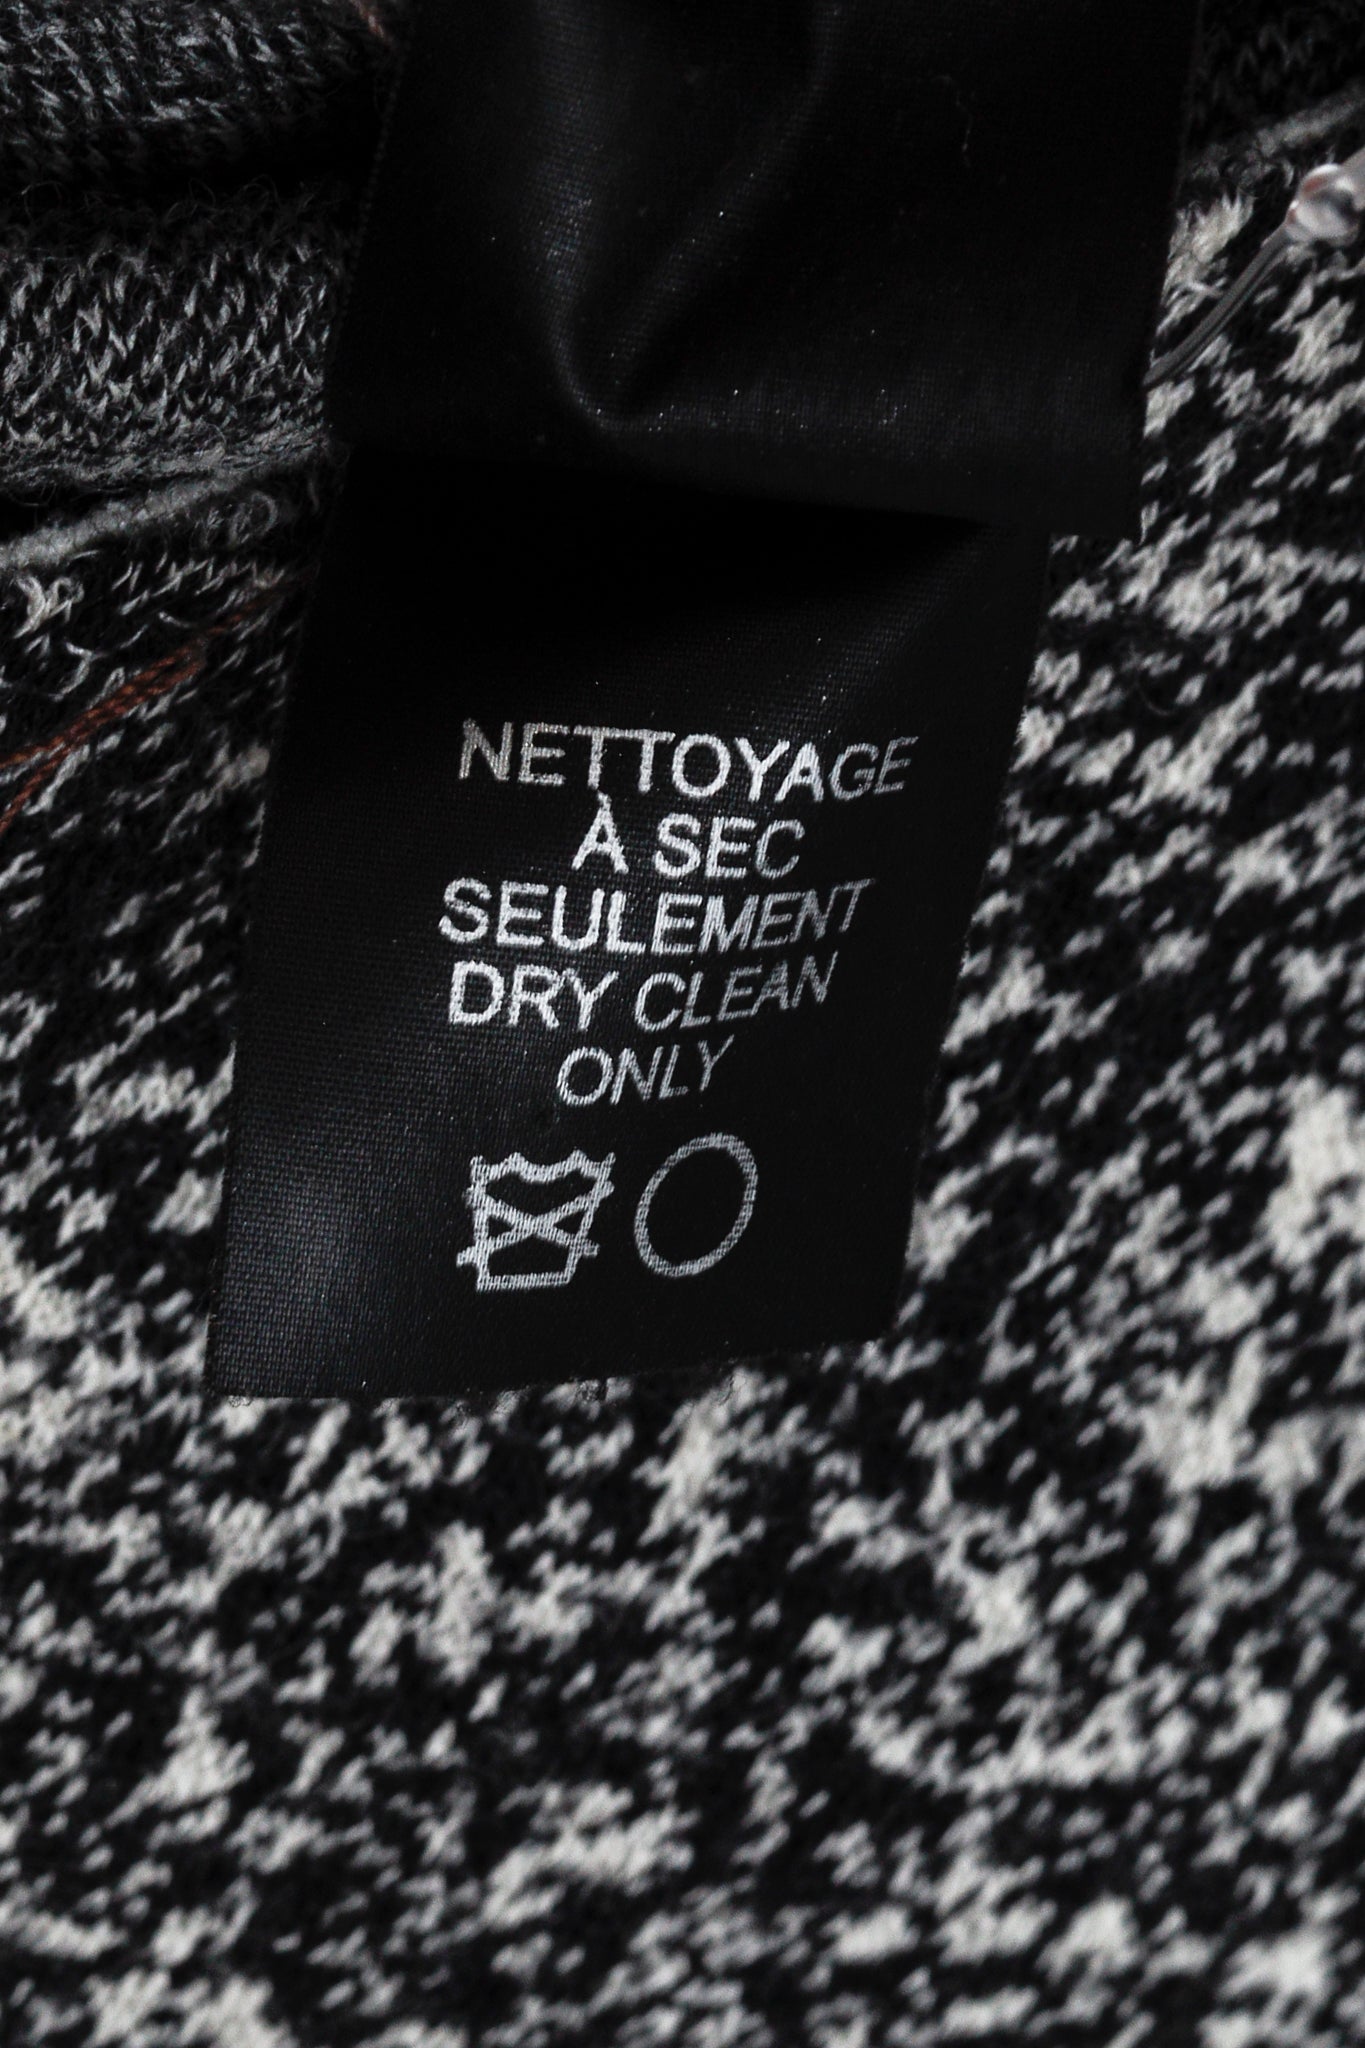 NETTOYAGE
À SEC
SEULEMENT
DRY CLEAN
ONLY